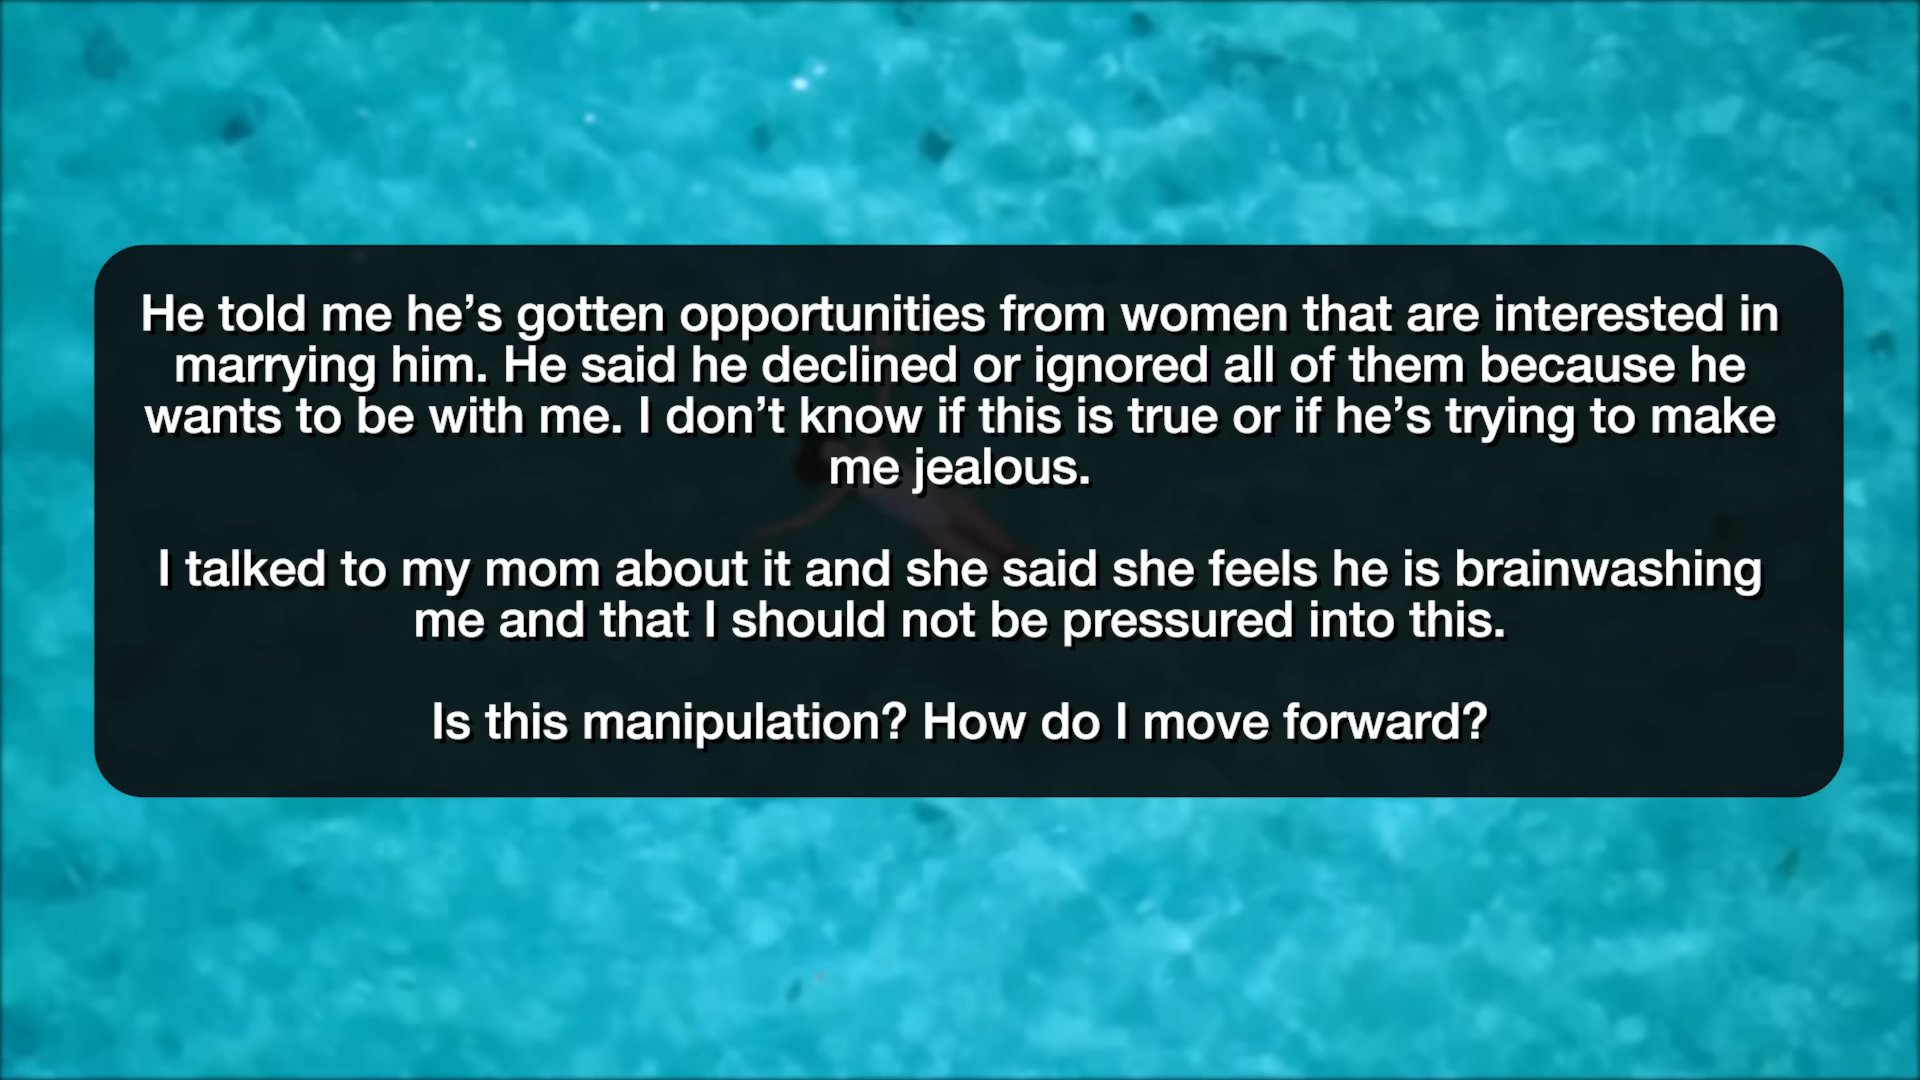 He told me he’s gotten opportunities from women that are interested in
marrying him. He said he declined or ignored all of them because he
wants to be with me. I don’t know if this is true or if he’s trying to make
me jealous.
I talked to my mom about it and she said she feels he is brainwashing
me and that I should not be pressured into this.
Is this manipulation? How do I move forward?